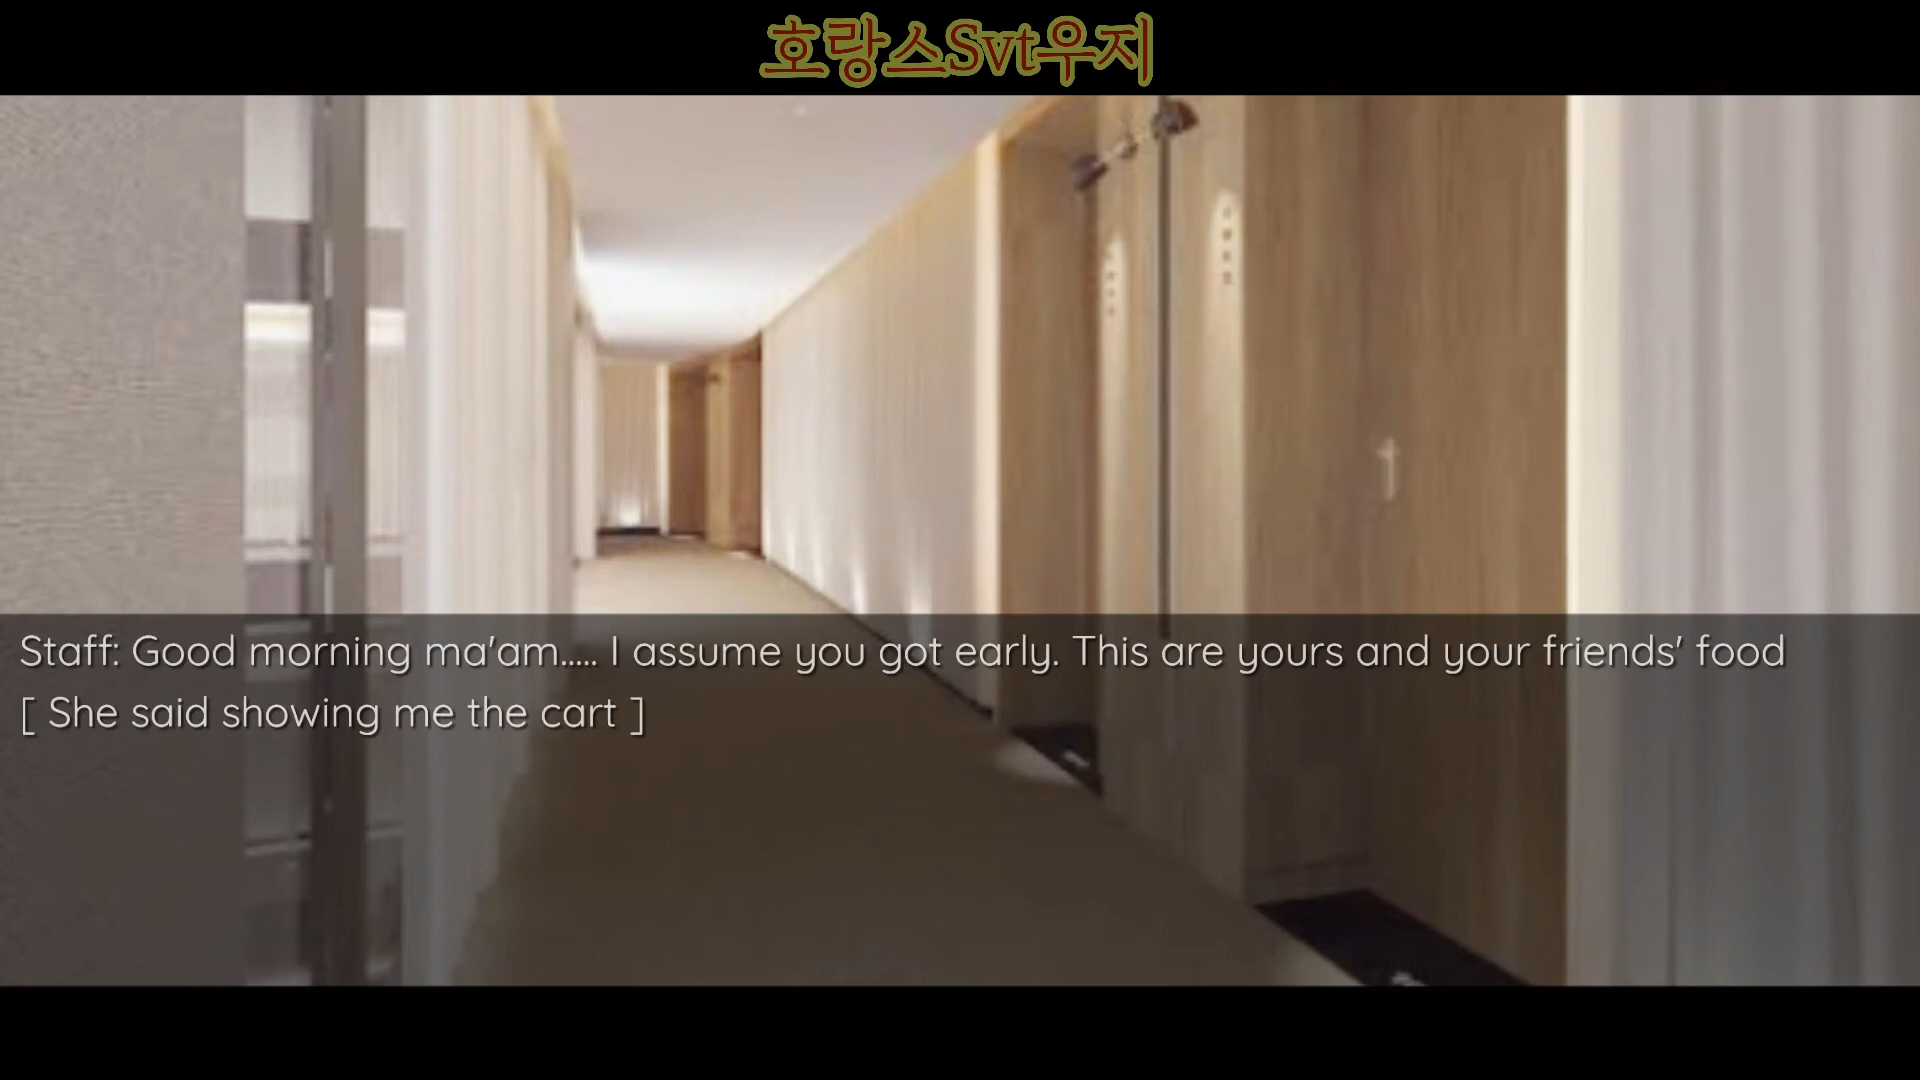 호랑스Svt우지
Staff: Good morning ma'am..... I assume you got early. This are yours and your friends' food
[ She said showing me the cart ]